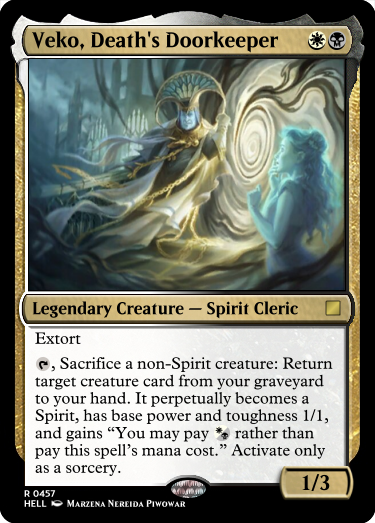 Veko, Death's Doorkeeper
Legendary Creature — Spirit Cleric
Extort
, Sacrifice a non-Spirit creature: Return
target creature card from your graveyard
to your hand. It perpetually becomes a
Spirit, has base power and toughness 1/1,
and gains “You may pay rather than
pay this spell's mana cost.” Activate only
as a sorcery.
1/3
R 0457
HELL Marzena Nereida Piwowar